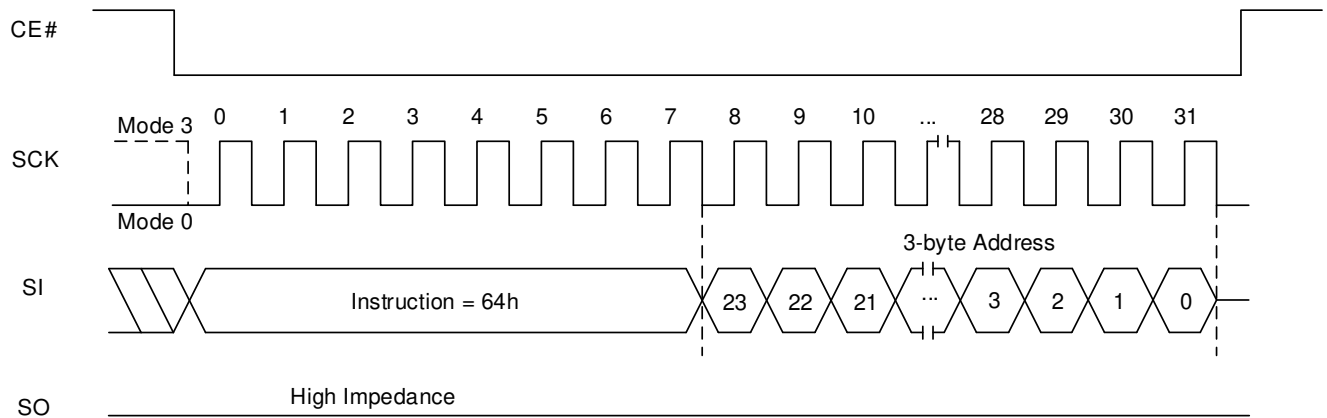 CE#
0 1 2 3 4 5 6 7 8 9 10 ... 28 29 30 31
Mode 3
SCK
Mode 0
3-byte Address
SI
Instruction = 64h 23 22 21 ... 3 2 1 0
High Impedance
SO